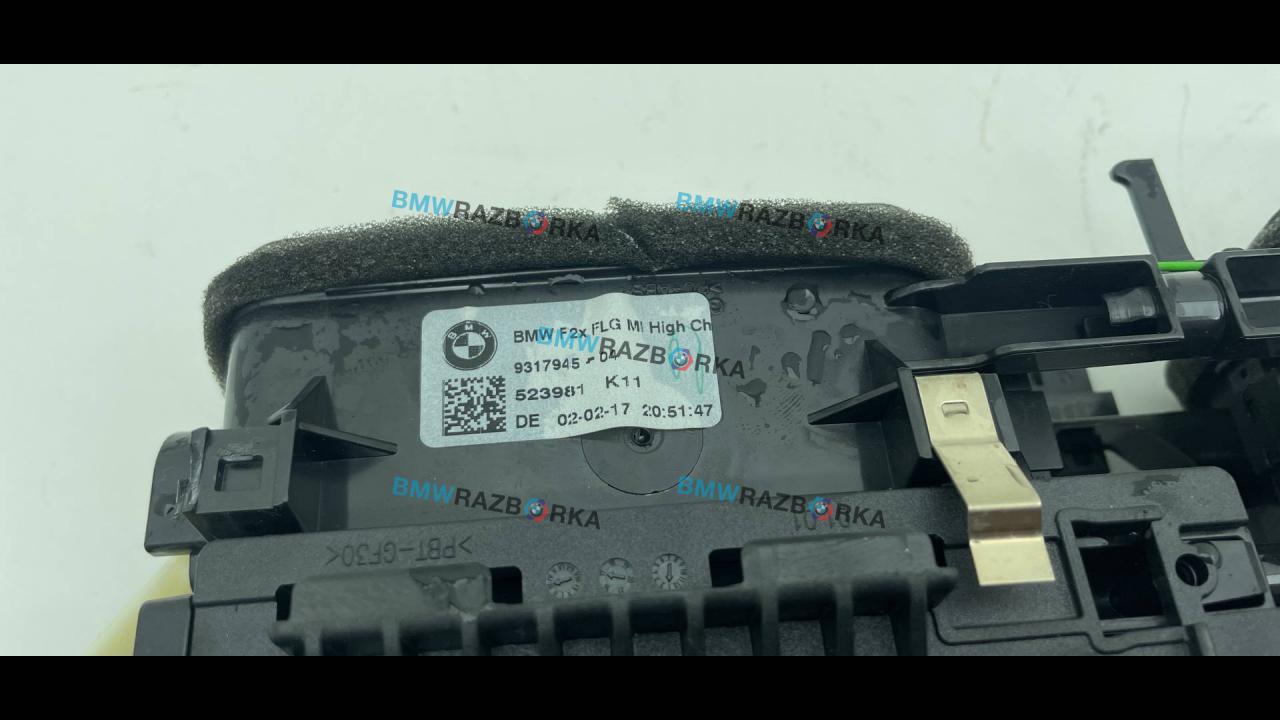 BMWRAZBORKA
BMWRAZBORKA
BMW F2x FLG MI High Ch
9317945 - 04
523981 K11
DE 02-02-17 20:51:47
BMWRAZBORKA
BMWRAZBORKA
BMWRAZBORKA
>PBT-GF30<